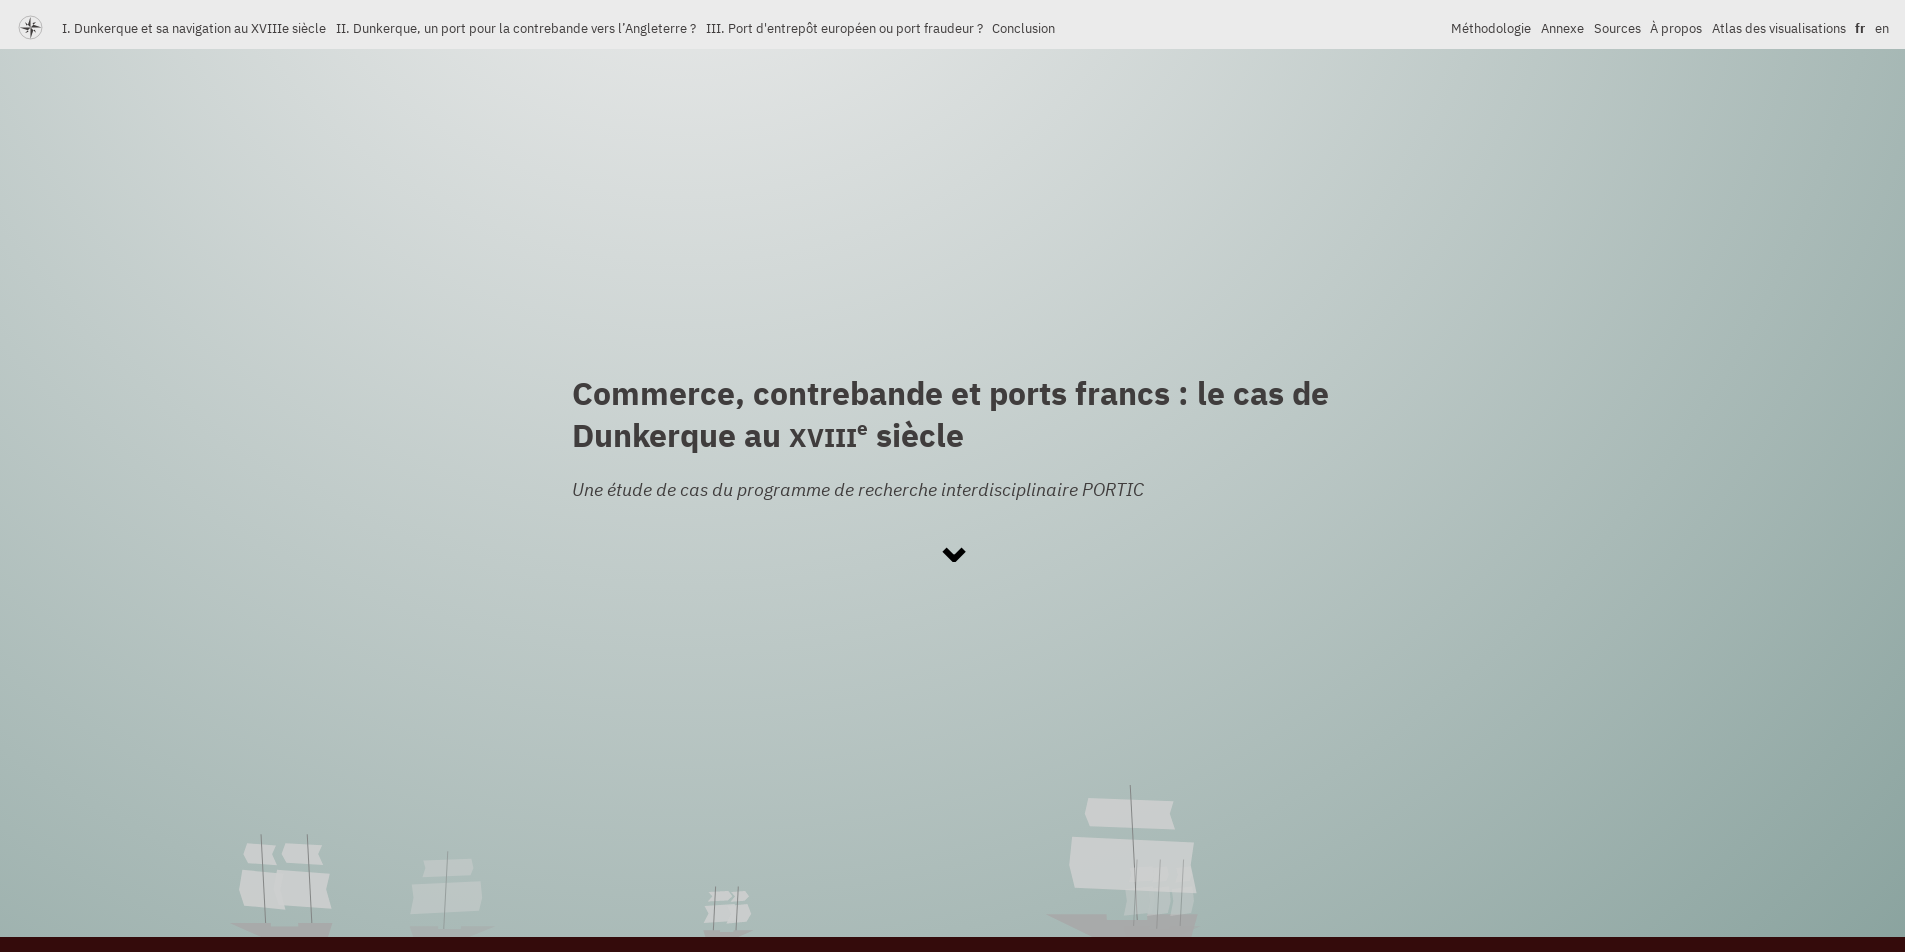 I. Dunkerque et sa navigation au XVIIIe siècle II. Dunkerque, un port pour la contrebande vers l’Angleterre ? III. Port d'entrepôt européen ou port fraudeur ? Conclusion Méthodologie Annexe Sources À propos Atlas des visualisations fr en
Commerce, contrebande et ports francs : le cas de
Dunkerque au XVIIIe siècle
Une étude de cas du programme de recherche interdisciplinaire PORTIC